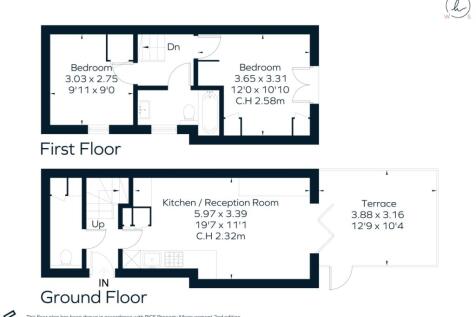 Bedroom
3.03 x 2.75
9'11 x 9'0
Dn
Bedroom
3.65 x 3.31
12'0 x 10'10
C.H 2.58m
First Floor
Kitchen / Reception Room
5.97 x 3.39
19'7 x 11'1
C.H 2.32m
Terrace
3.88 x 3.16
12'9 x 10'4
Up
IN
Ground Floor